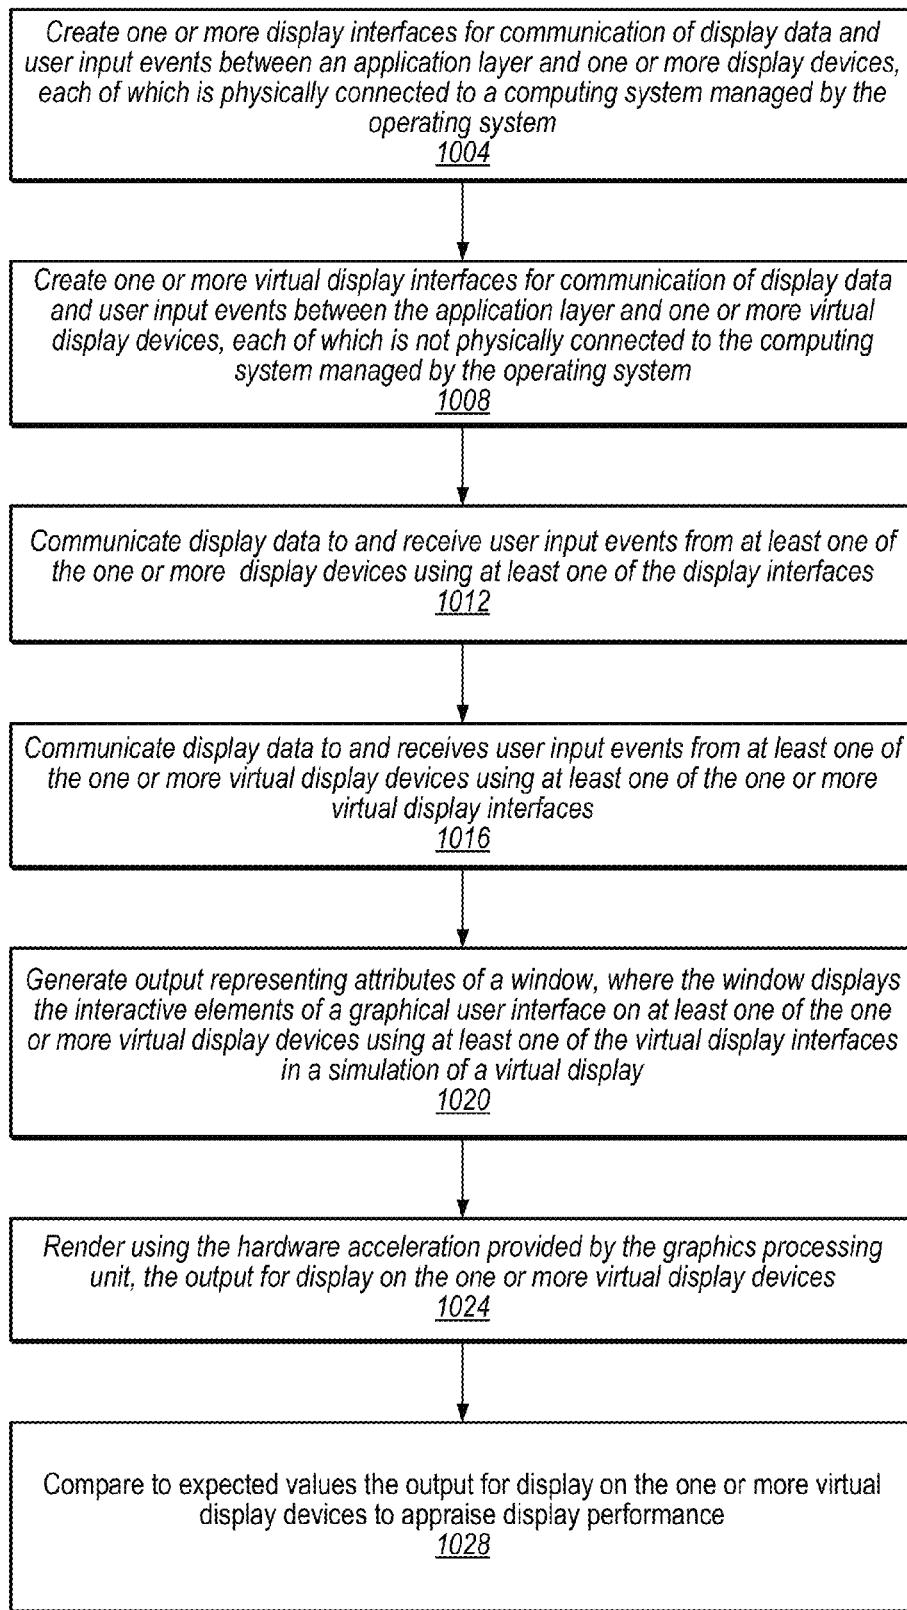 Create one or more display interfaces for communication of display data and
user input events between an application layer and one or more display devices,
each of which is physically connected to a computing system managed by the
operating system
1004
Create one or more virtual display interfaces for communication of display data
and user input events between the application layer and one or more virtual
display devices, each of which is not physically connected to the computing
system managed by the operating system
1008
Communicate display data to and receive user input events from at least one of
the one or more display devices using at least one of the display interfaces
1012
Communicate display data to and receives user input events from at least one of
the one or more virtual display devices using at least one of the one or more
virtual display interfaces
1016
Generate output representing attributes of a window, where the window displays
the interactive elements of a graphical user interface on at least one of the one
or more virtual display devices using at least one of the virtual display interfaces
in a simulation of a virtual display
1020
Render using the hardware acceleration provided by the graphics processing
unit, the output for display on the one or more virtual display devices
1024
Compare to expected values the output for display on the one or more virtual
display devices to appraise display performance
1028